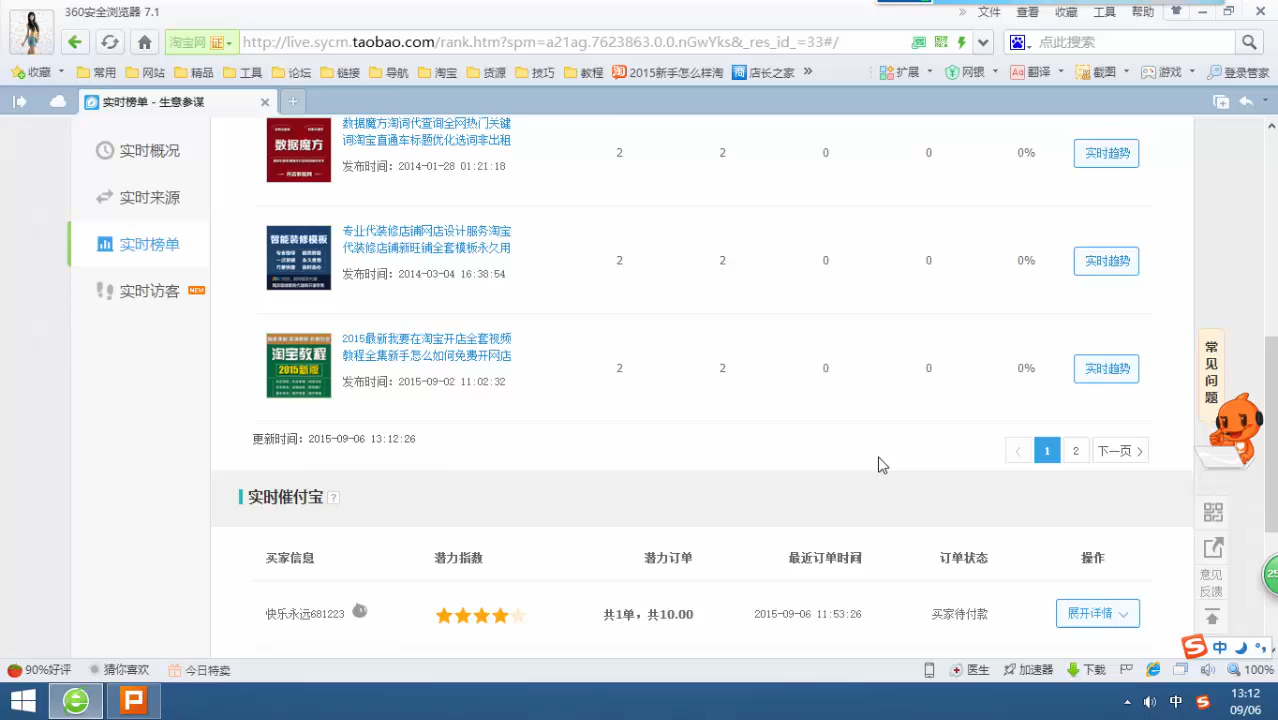 360安全浏览器 7.1
» 文件 查看 收藏 工具 帮助
淘宝网 证 http://live.sycm.taobao.com/rank.htm?spm=a21ag.7623863.0.0.nGwYks&_res_id_=33#/
点此搜索
收藏 常用 网站 精品 工具 论坛 链接 导航 淘宝 货源 技巧 教程 2015新手怎么样淘 店长之家 » 扩展 网银 翻译 截图 游戏 登录管家
实时榜单 - 生意参谋
实时概况
实时来源
实时榜单
实时访客 NEW
数据魔方
数据魔方淘词代查询全网热门关键
词淘宝直通车标题优化选词非出租
发布时间：2014-01-28 01:21:18
2 2 0 0 0% 实时趋势
智能装修模板
专业代装修店铺网店设计服务淘宝
代装修店铺新旺铺全套模板永久用
发布时间：2014-03-04 16:38:54
2 2 0 0 0% 实时趋势
淘宝教程
2015新版
2015最新我要在淘宝开店全套视频
教程全集新手怎么如何免费开网店
发布时间：2015-09-02 11:02:32
2 2 0 0 0% 实时趋势
更新时间：2015-09-06 13:12:26
1 2 下一页
常见问题
意见反馈
实时催付宝 ?
买家信息 潜力指数 潜力订单 最近订单时间 订单状态 操作
快乐永远681223 共1单，共10.00 2015-09-06 11:53:26 买家待付款 展开详情
中
90%好评 猜你喜欢 今日特卖 医生 加速器 下载 100%
中 13:12
09/06